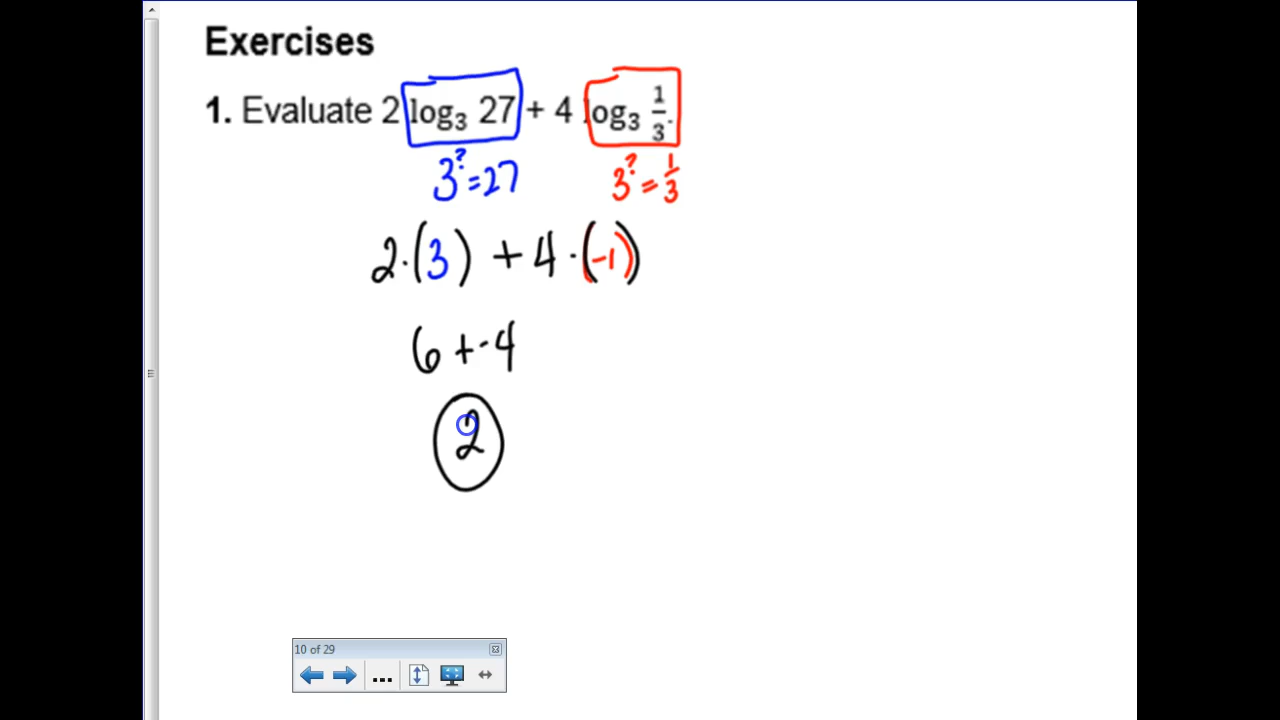 Exercises
1. Evaluate 2 log₃ 27 + 4 log₃ 1/3.
3^? = 27 3^? = 1/3
2·(3) + 4·(-1)
6 + -4
2
10 of 29
...